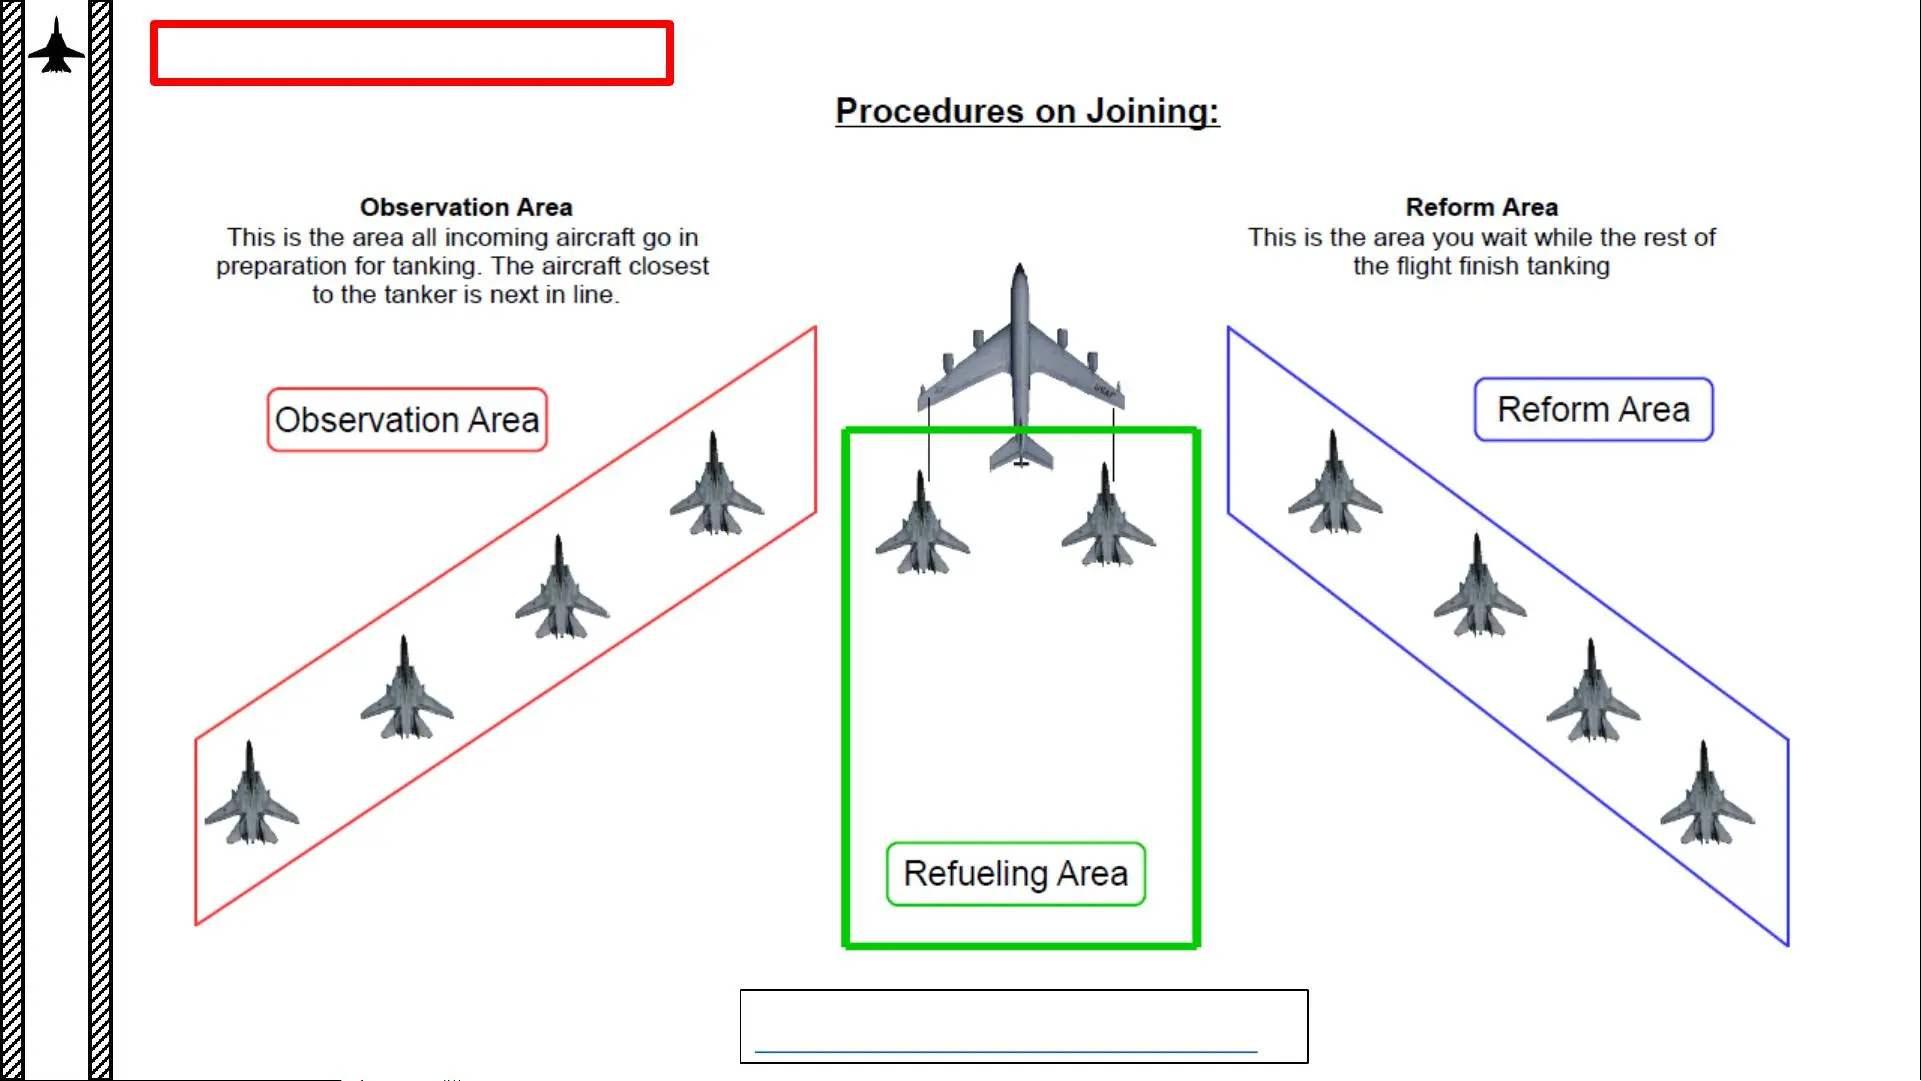 Procedures on Joining:
Observation Area
This is the area all incoming aircraft go in
preparation for tanking. The aircraft closest
to the tanker is next in line.
Reform Area
This is the area you wait while the rest of
the flight finish tanking
Observation Area
Reform Area
USAF
Refueling Area